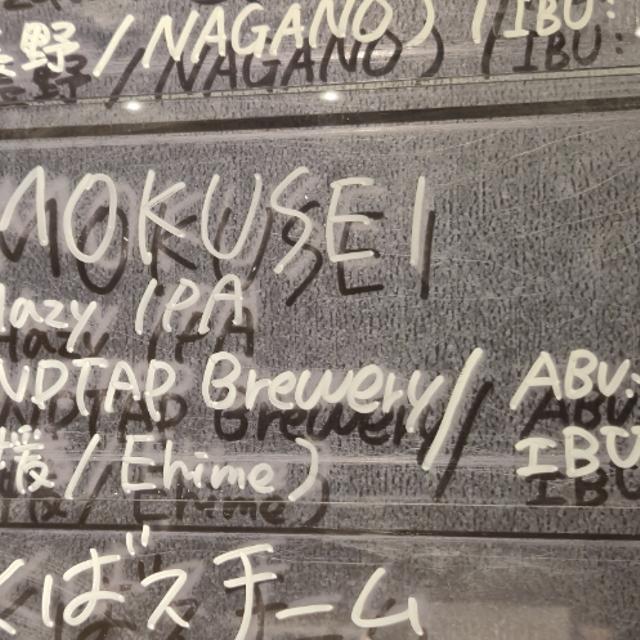 野/NAGANO) (IBU:
MOKUSEI
Hazy IPA
NDTAP Brewery/ ABV:
媛/Ehime) IBU
くばスチーム